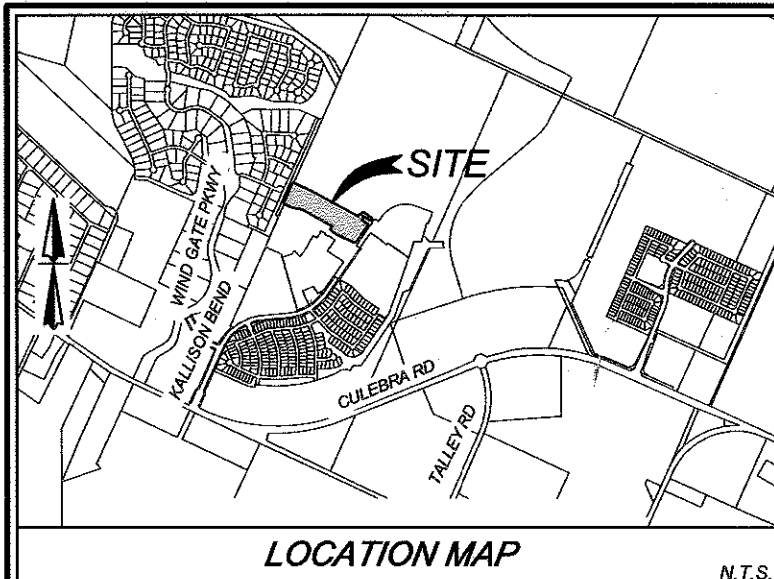 SITE
WIND GATE PKWY
KALLISON BEND
CULEBRA RD
TALLEY RD
LOCATION MAP
N.T.S.